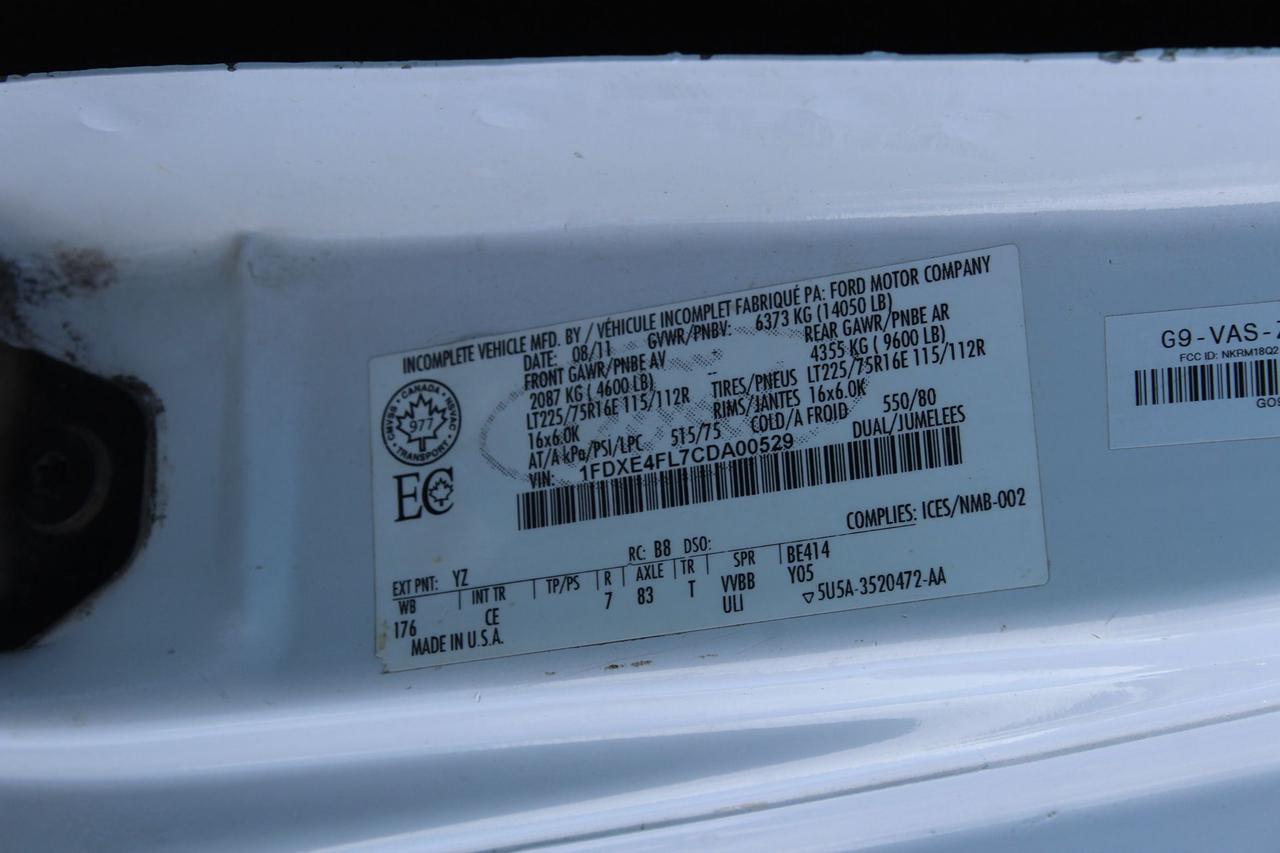 INCOMPLETE VEHICLE MFD. BY / VÉHICULE INCOMPLET FABRIQUÉ PA: FORD MOTOR COMPANY
DATE: 08/11 GVWR/PNBV: 6373 KG (14050 LB)
FRONT GAWR/PNBE AV REAR GAWR/PNBE AR
2087 KG ( 4600 LB) 4355 KG ( 9600 LB)
LT225/75R16E 115/112R TIRES/PNEUS LT225/75R16E 115/112R
16x6.0K RIMS/JANTES 16x6.0K
AT/A kPa/PSI/LPC 515/75 COLD/A FROID 550/80
VIN: 1FDXE4FL7CDA00529 DUAL/JUMELEES
CANADA
CMVSS NSVAC
977
TRANSPORT
EC
COMPLIES: ICES/NMB-002
RC: B8 DSO:
EXT PNT: YZ
WB INT TR TP/PS R AXLE TR SPR BE414
176 CE 7 83 T VVBB Y05
ULI
MADE IN U.S.A. ▽5U5A-3520472-AA
G9-VAS-
FCC ID: NKRM18Q2